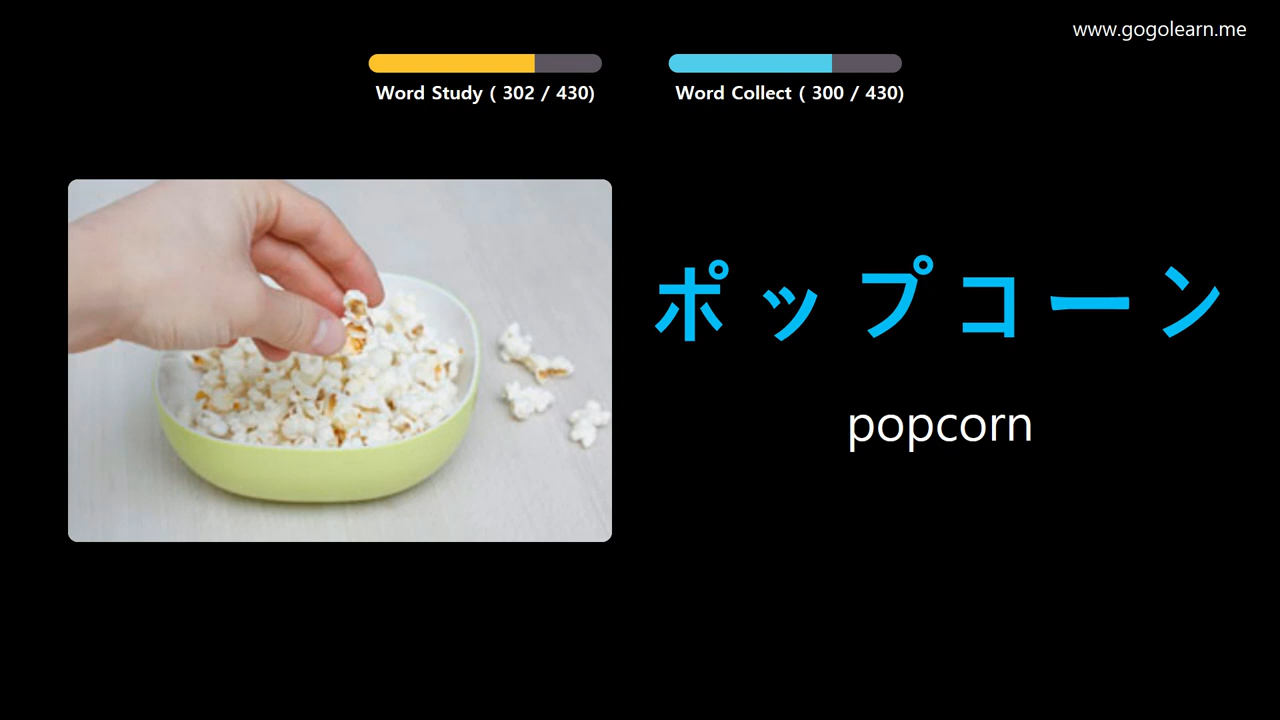 www.gogolearn.me
Word Study ( 302 / 430)
Word Collect ( 300 / 430)
ポップコーン
popcorn